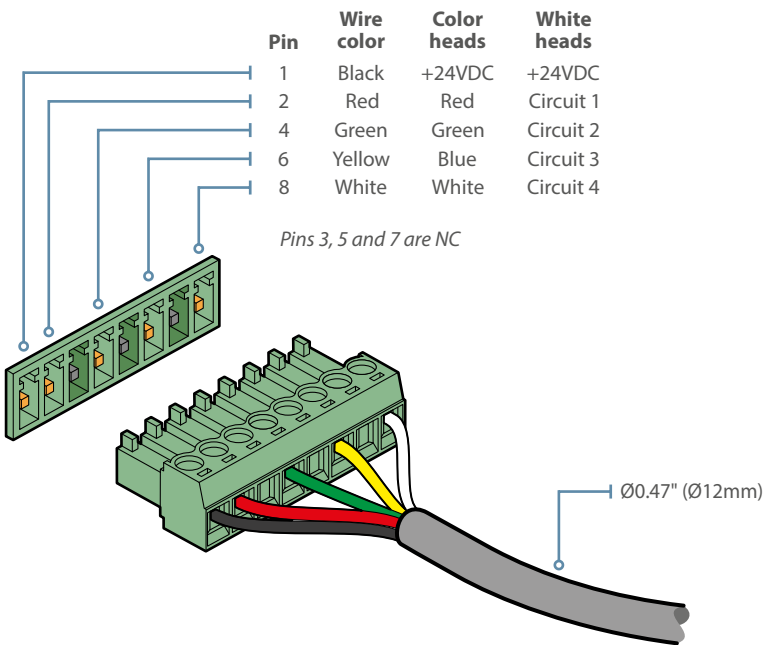 Pin Wire color Color heads White heads
1 Black +24VDC +24VDC
2 Red Red Circuit 1
4 Green Green Circuit 2
6 Yellow Blue Circuit 3
8 White White Circuit 4
Pins 3, 5 and 7 are NC
Ø0.47" (Ø12mm)